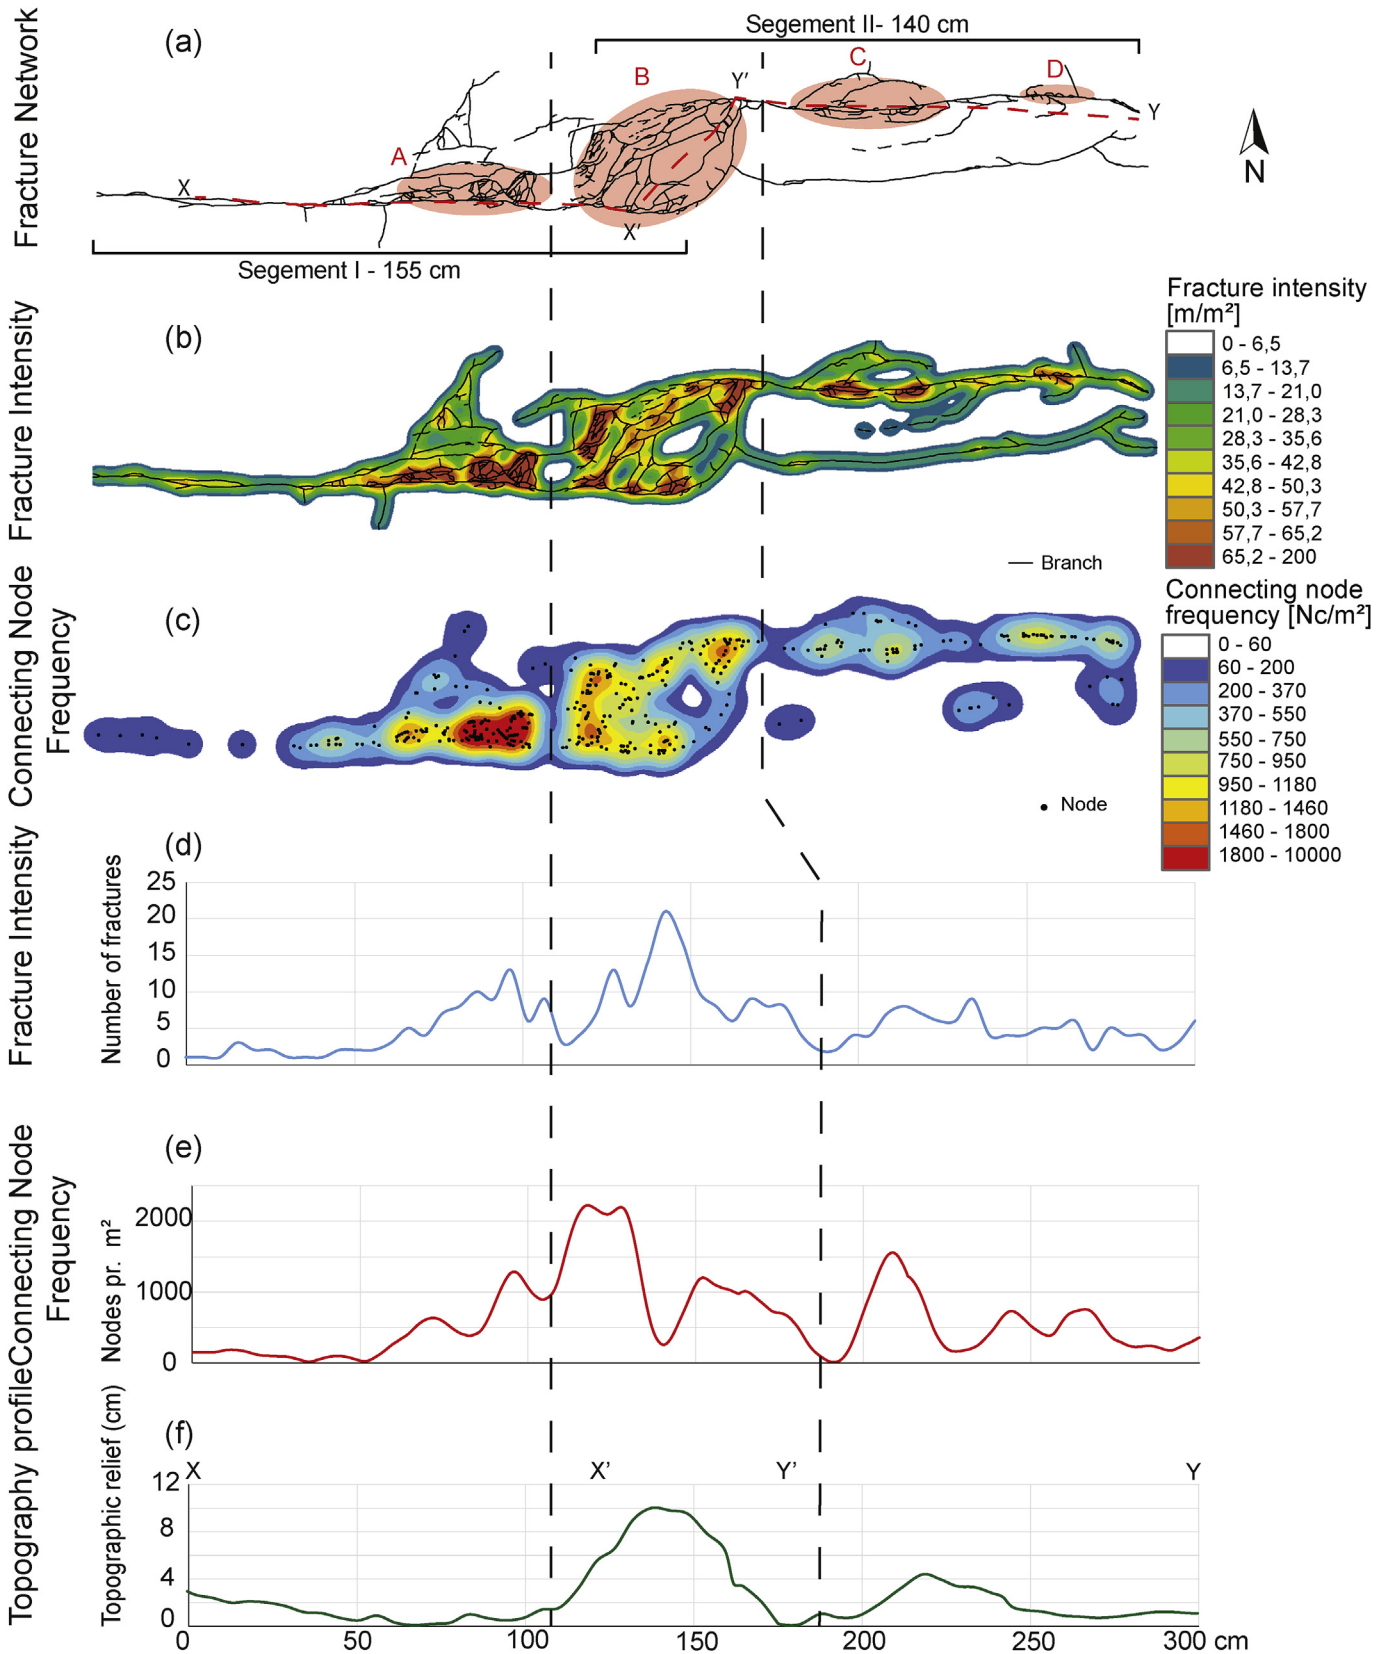 Fracture Network
(a)
Segement II- 140 cm
A
B
C
D
X
X'
Y'
Y
N
Segement I - 155 cm
Fracture Intensity
(b)
Fracture intensity
[m/m²]
0 - 6,5
6,5 - 13,7
13,7 - 21,0
21,0 - 28,3
28,3 - 35,6
35,6 - 42,8
42,8 - 50,3
50,3 - 57,7
57,7 - 65,2
65,2 - 200
Branch
Connecting Node
Frequency
(c)
Connecting node
frequency [Nc/m²]
0 - 60
60 - 200
200 - 370
370 - 550
550 - 750
750 - 950
950 - 1180
1180 - 1460
1460 - 1800
1800 - 10000
Node
Fracture Intensity
(d)
Number of fractures
25
20
15
10
5
0
Connecting Node
Frequency
(e)
Nodes pr. m²
2000
1000
0
Topography profile
(f)
Topographic relief (cm)
X
X'
Y'
Y
12
8
4
0
0
50
100
150
200
250
300 cm